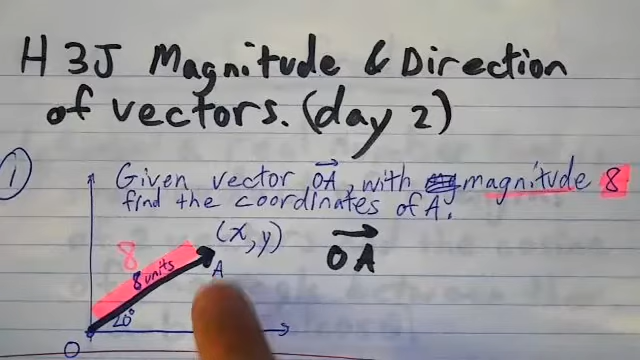 H 3J Magnitude & Direction
of vectors. (day 2)
1
Given vector OA, with magnitude 8
find the coordinates of A.
(x, y)
OA
8
8 units
A
20°
O